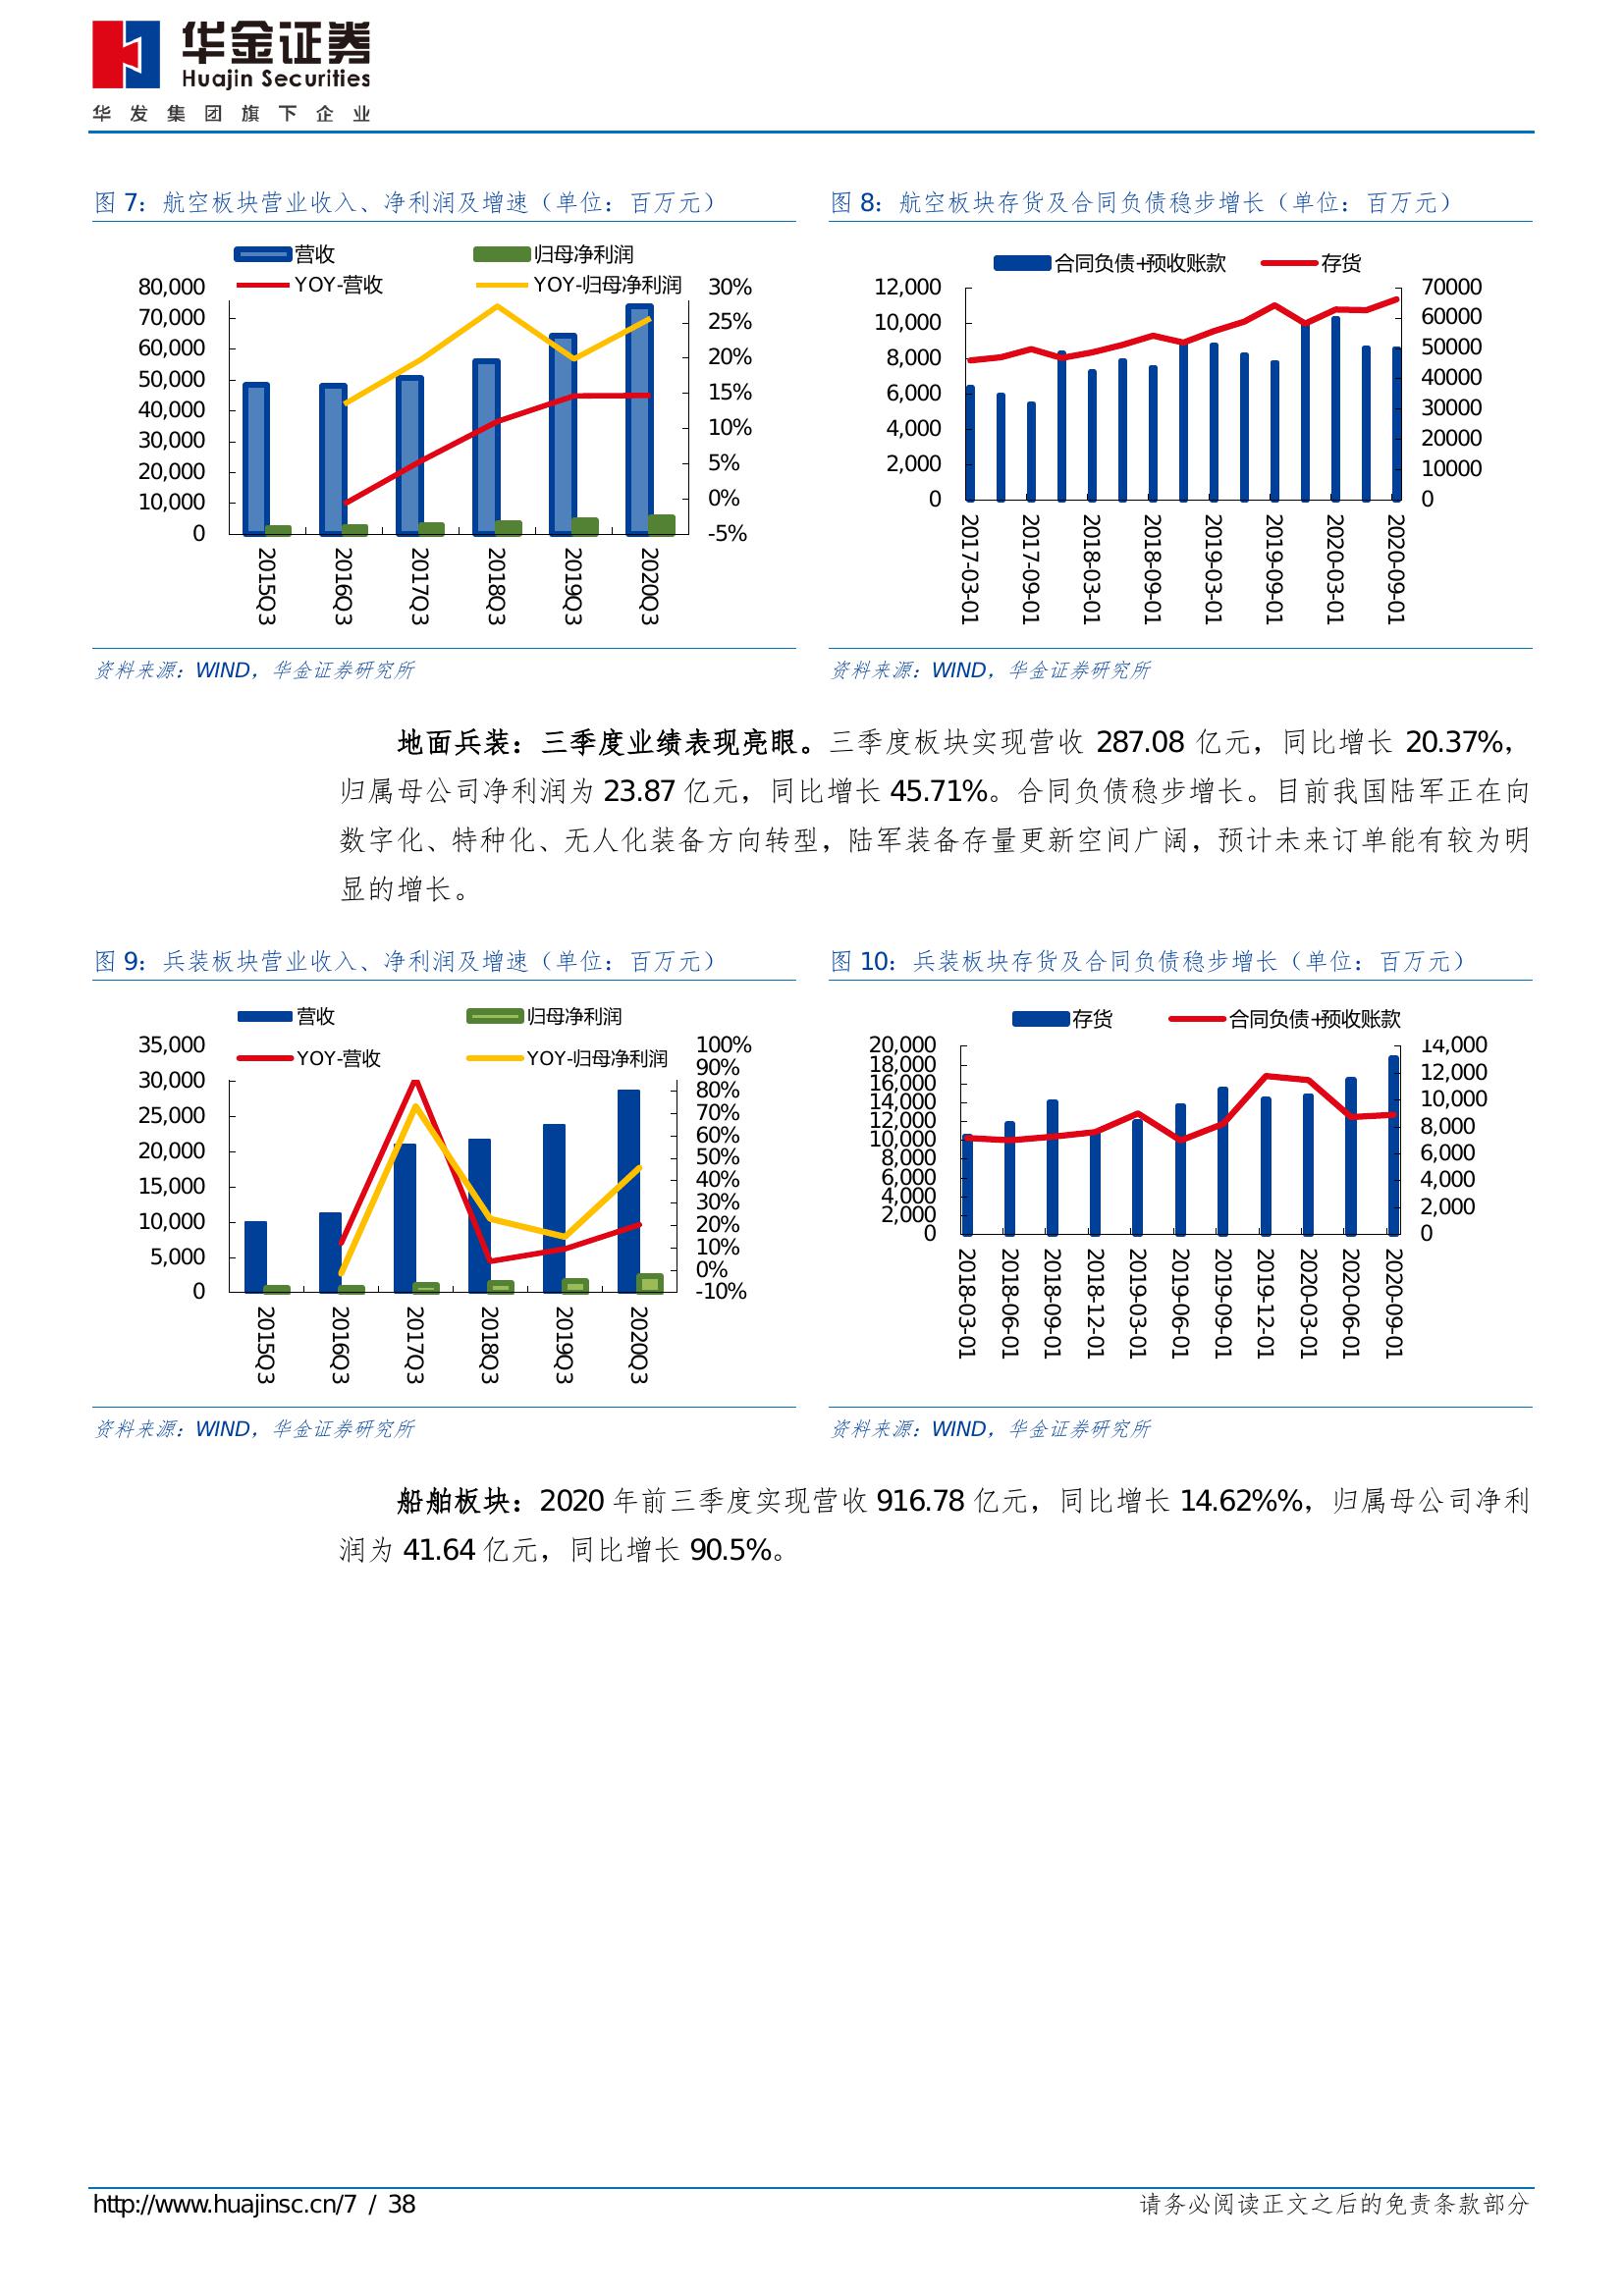 华金证券
Huajin Securities
华发集团旗下企业
图 7：航空板块营业收入、净利润及增速（单位：百万元）
营收
归母净利润
YOY-营收
YOY-归母净利润
80,000
70,000
60,000
50,000
40,000
30,000
20,000
10,000
0
30%
25%
20%
15%
10%
5%
0%
-5%
2015Q3
2016Q3
2017Q3
2018Q3
2019Q3
2020Q3
资料来源：WIND，华金证券研究所
图 8：航空板块存货及合同负债稳步增长（单位：百万元）
合同负债+预收账款
存货
12,000
10,000
8,000
6,000
4,000
2,000
0
70000
60000
50000
40000
30000
20000
10000
0
2017-03-01
2017-09-01
2018-03-01
2018-09-01
2019-03-01
2019-09-01
2020-03-01
2020-09-01
资料来源：WIND，华金证券研究所
地面兵装：三季度业绩表现亮眼。三季度板块实现营收 287.08 亿元，同比增长 20.37%，
归属母公司净利润为 23.87 亿元，同比增长 45.71%。合同负债稳步增长。目前我国陆军正在向
数字化、特种化、无人化装备方向转型，陆军装备存量更新空间广阔，预计未来订单能有较为明
显的增长。
图 9：兵装板块营业收入、净利润及增速（单位：百万元）
营收
归母净利润
YOY-营收
YOY-归母净利润
35,000
30,000
25,000
20,000
15,000
10,000
5,000
0
100%
90%
80%
70%
60%
50%
40%
30%
20%
10%
0%
-10%
2015Q3
2016Q3
2017Q3
2018Q3
2019Q3
2020Q3
资料来源：WIND，华金证券研究所
图 10：兵装板块存货及合同负债稳步增长（单位：百万元）
存货
合同负债+预收账款
20,000
18,000
16,000
14,000
12,000
10,000
8,000
6,000
4,000
2,000
0
14,000
12,000
10,000
8,000
6,000
4,000
2,000
0
2018-03-01
2018-06-01
2018-09-01
2018-12-01
2019-03-01
2019-06-01
2019-09-01
2019-12-01
2020-03-01
2020-06-01
2020-09-01
资料来源：WIND，华金证券研究所
船舶板块：2020 年前三季度实现营收 916.78 亿元，同比增长 14.62%%，归属母公司净利
润为 41.64 亿元，同比增长 90.5%。
http://www.huajinsc.cn/7 / 38
请务必阅读正文之后的免责条款部分